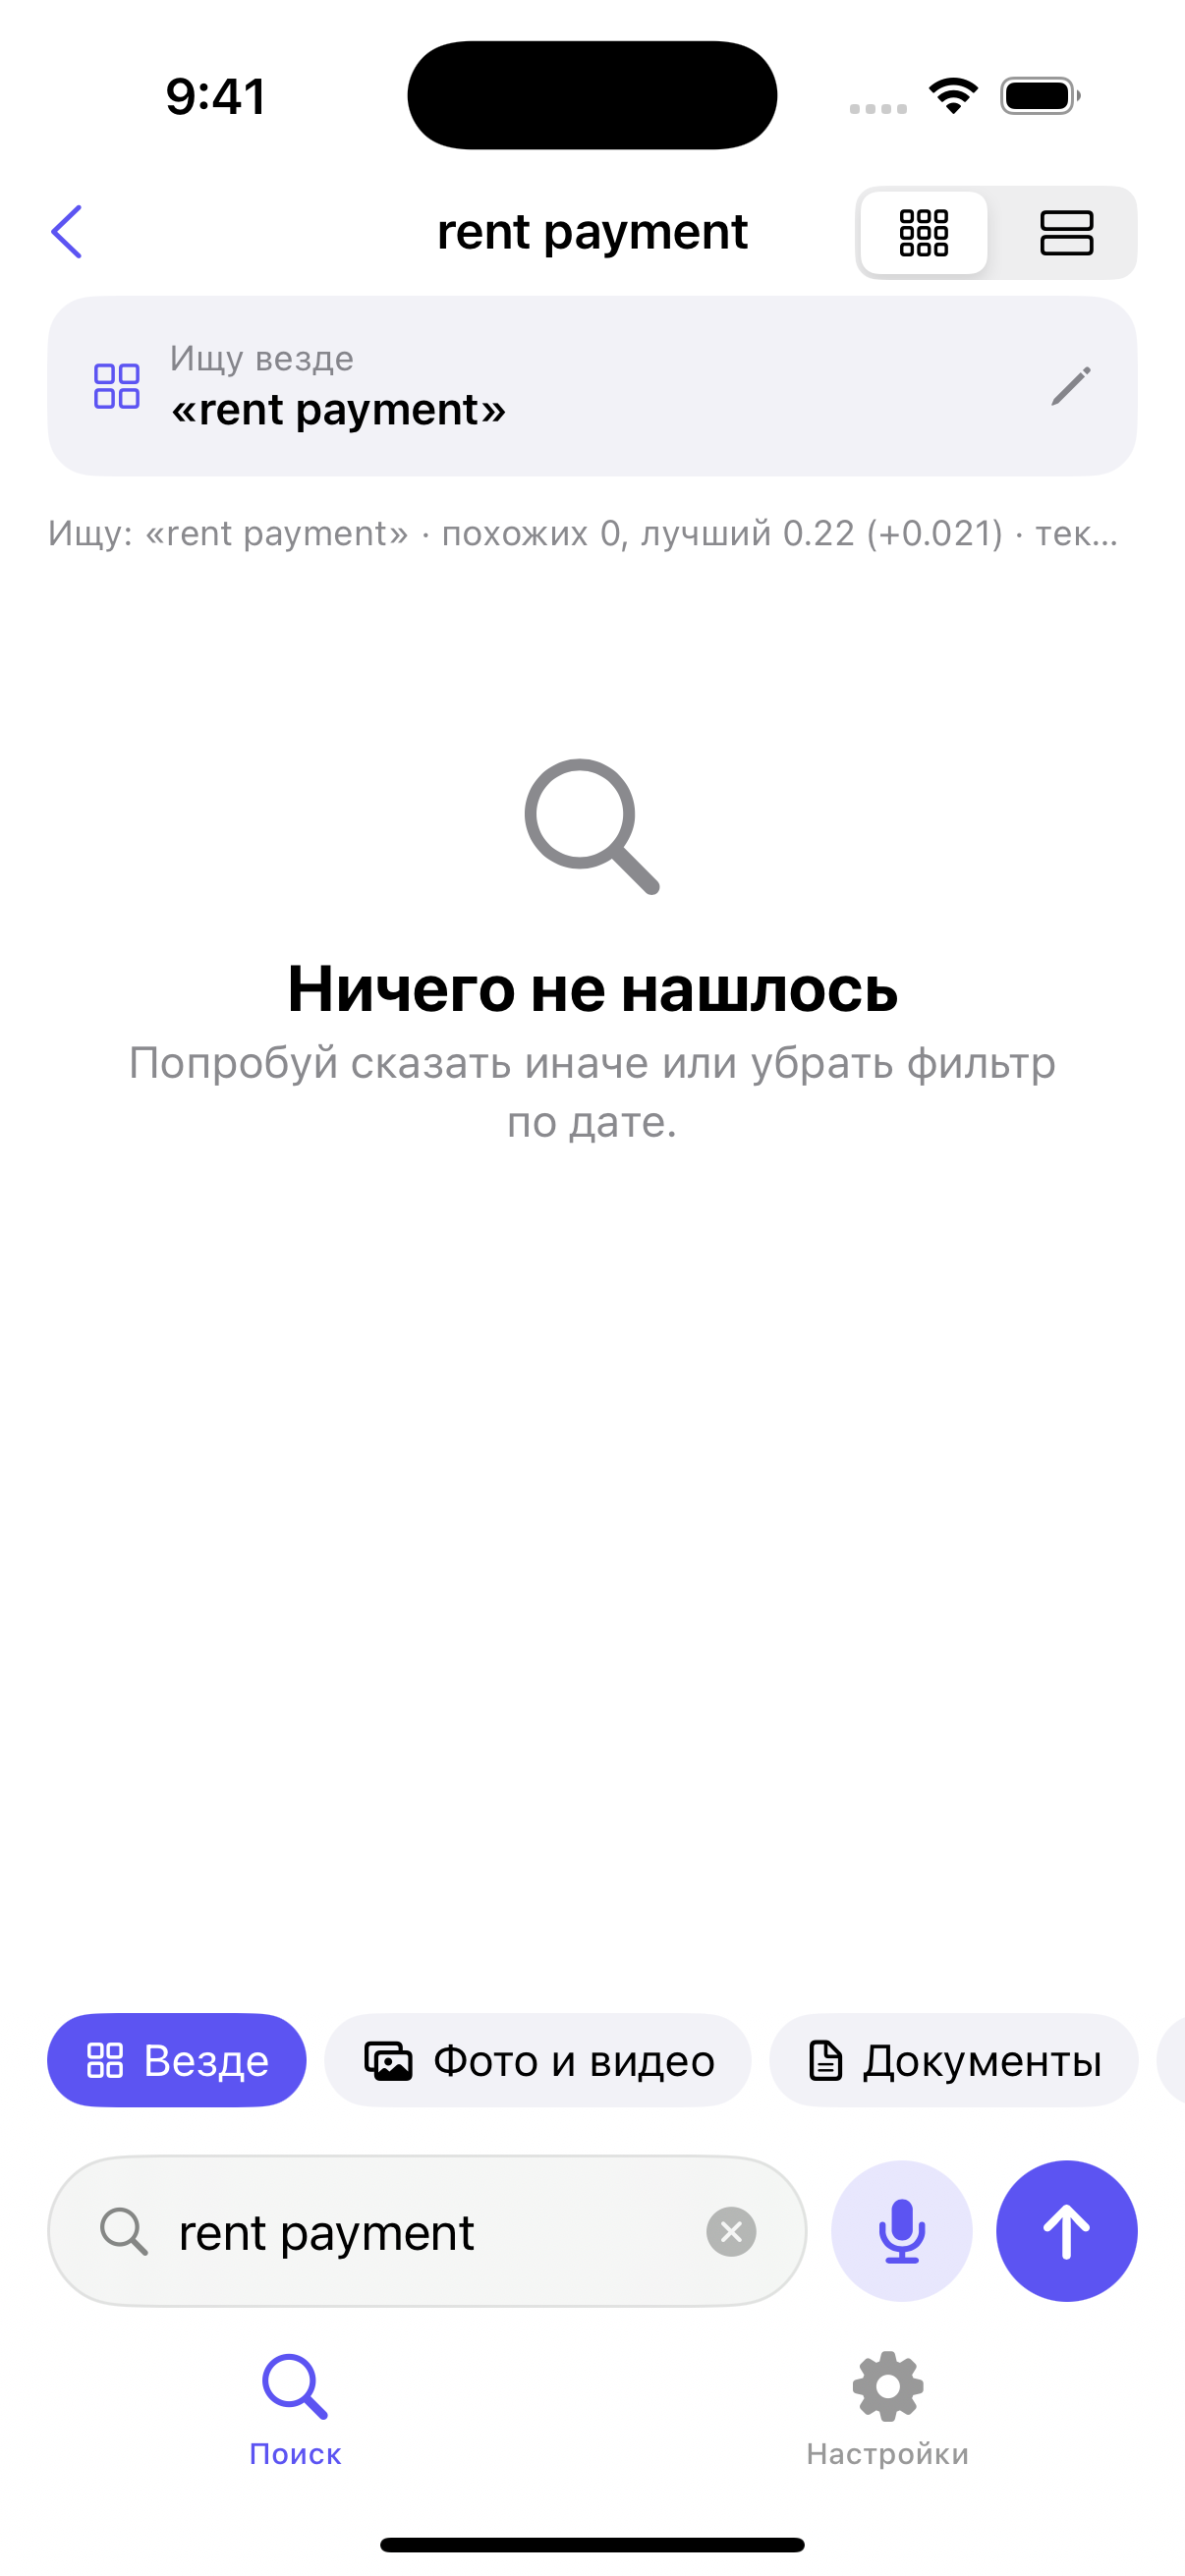 9:41
rent payment
Ищу везде
«rent payment»
Ищу: «rent payment» · похожих 0, лучший 0.22 (+0.021) · тек...
Ничего не нашлось
Попробуй сказать иначе или убрать фильтр
по дате.
Везде
Фото и видео
Документы
rent payment
Поиск
Настройки